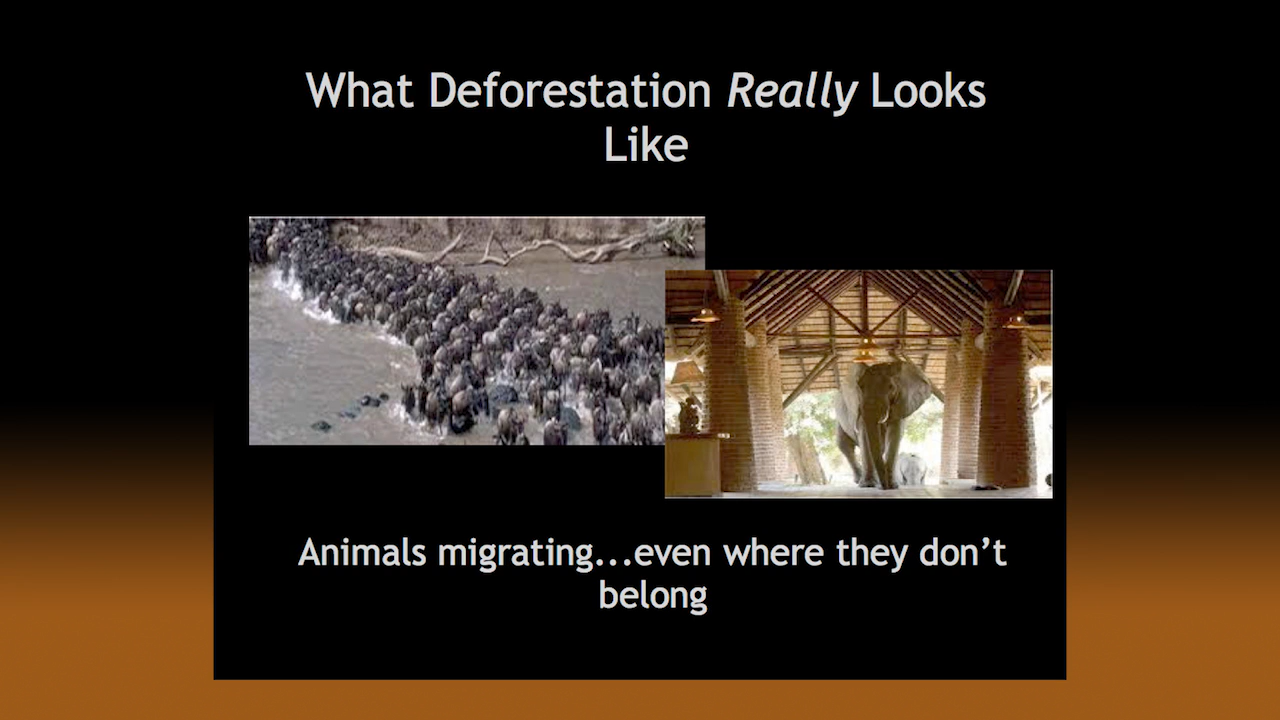 What Deforestation Really Looks
Like
Animals migrating...even where they don’t
belong